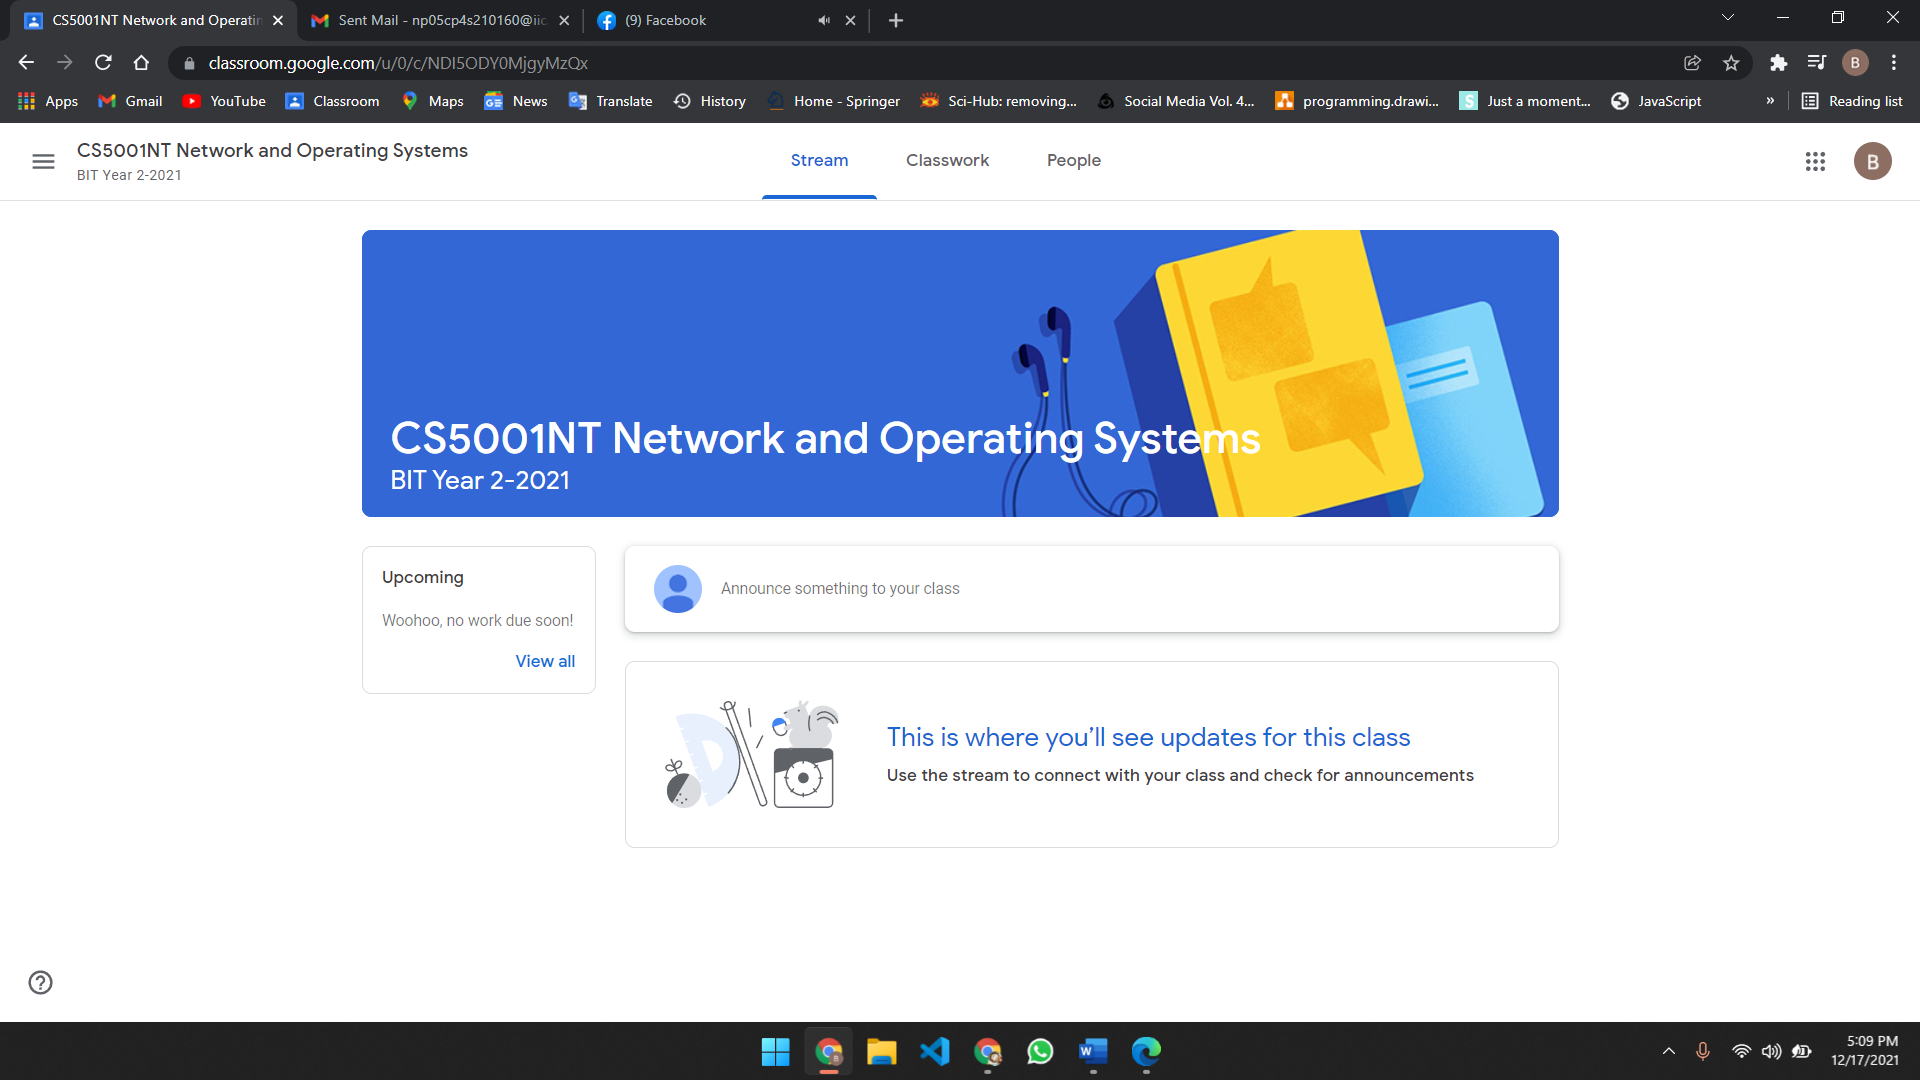 CS5001NT Network and Operatin
Sent Mail - np05cp4s210160@iic
(9) Facebook
classroom.google.com/u/0/c/NDI5ODY0MjgyMzQx
B
Apps
Gmail
YouTube
Classroom
Maps
News
Translate
History
Home - Springer
Sci-Hub: removing...
Social Media Vol. 4...
programming.drawi...
Just a moment...
JavaScript
»
Reading list
CS5001NT Network and Operating Systems
BIT Year 2-2021
Stream
Classwork
People
B
CS5001NT Network and Operating Systems
BIT Year 2-2021
Upcoming
Woohoo, no work due soon!
View all
Announce something to your class
This is where you’ll see updates for this class
Use the stream to connect with your class and check for announcements
5:09 PM
12/17/2021